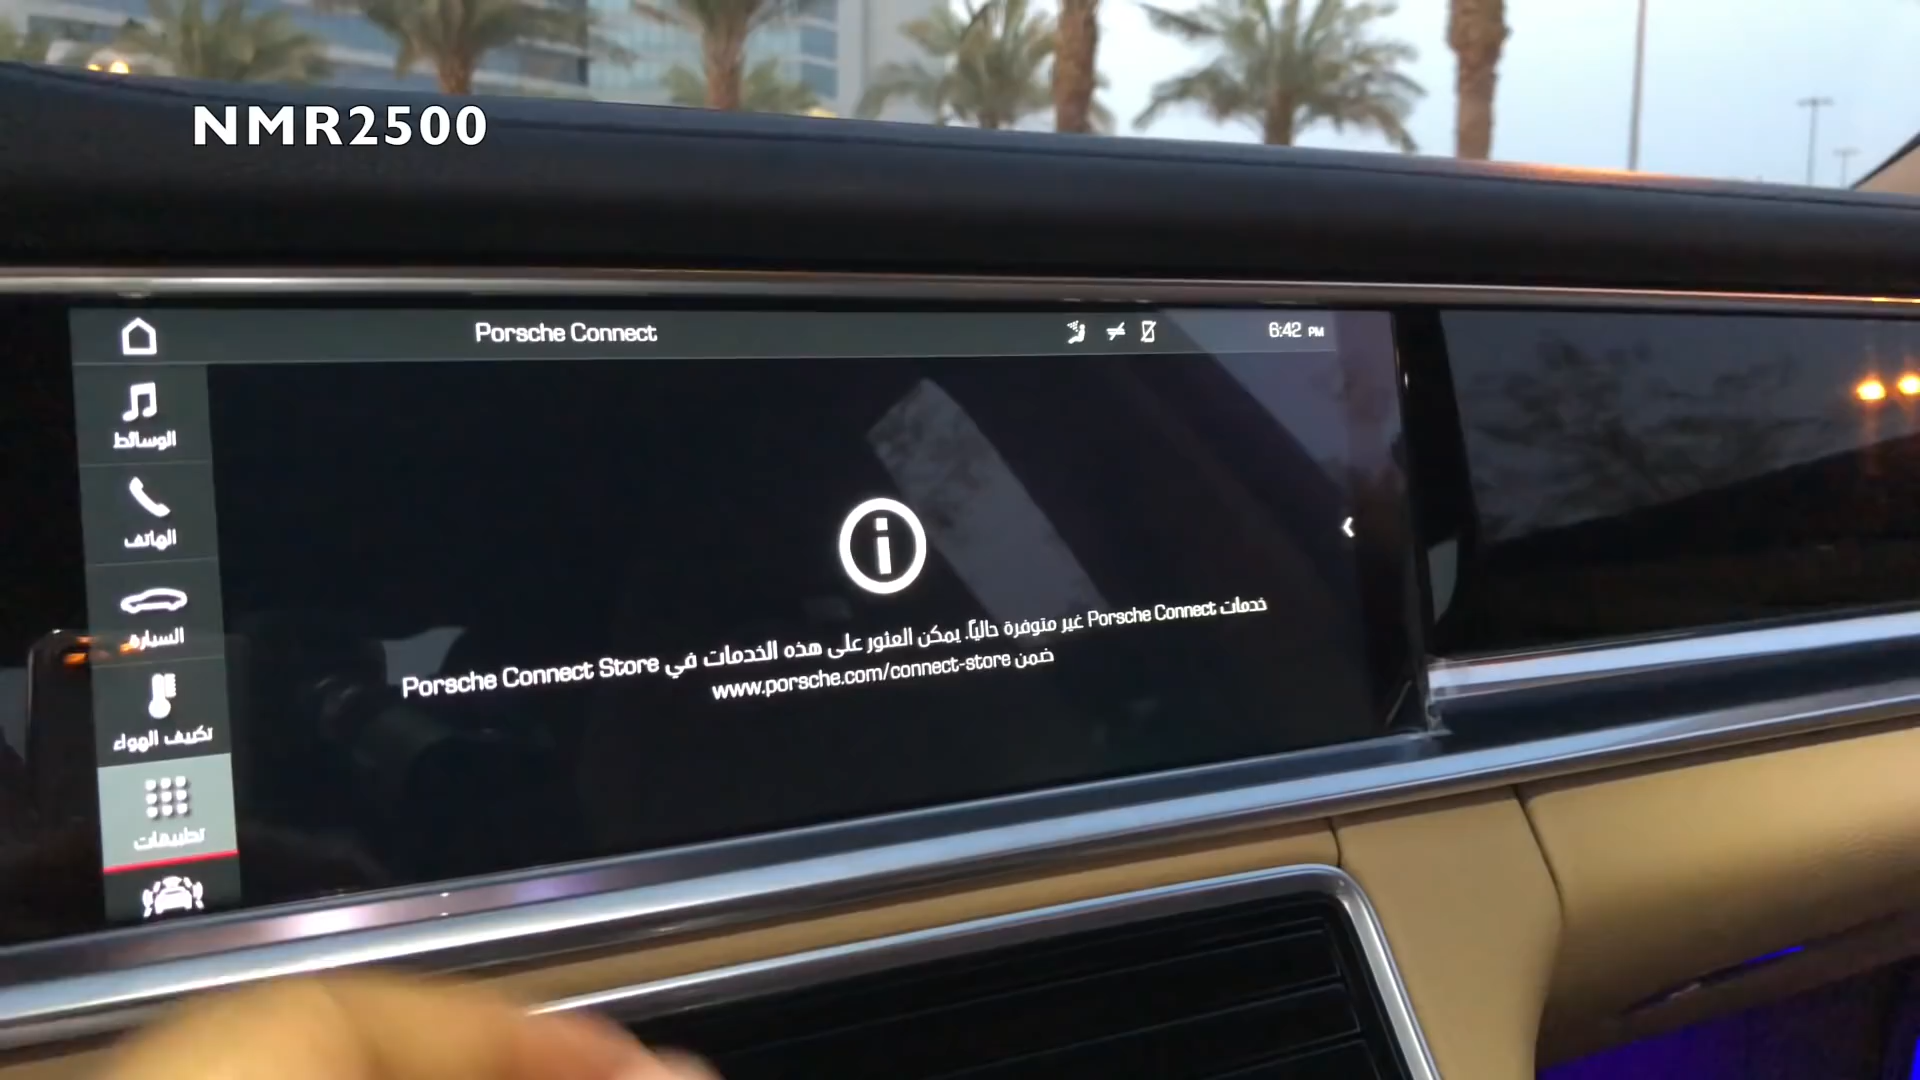 NMR2500
Porsche Connect
6:42 PM
الوسائط
الهاتف
السيارة
تكييف الهواء
تطبيقات
خدمات Porsche Connect غير متوفرة حاليًا. يمكن العثور على هذه الخدمات في Porsche Connect Store
ضمن www.porsche.com/connect-store